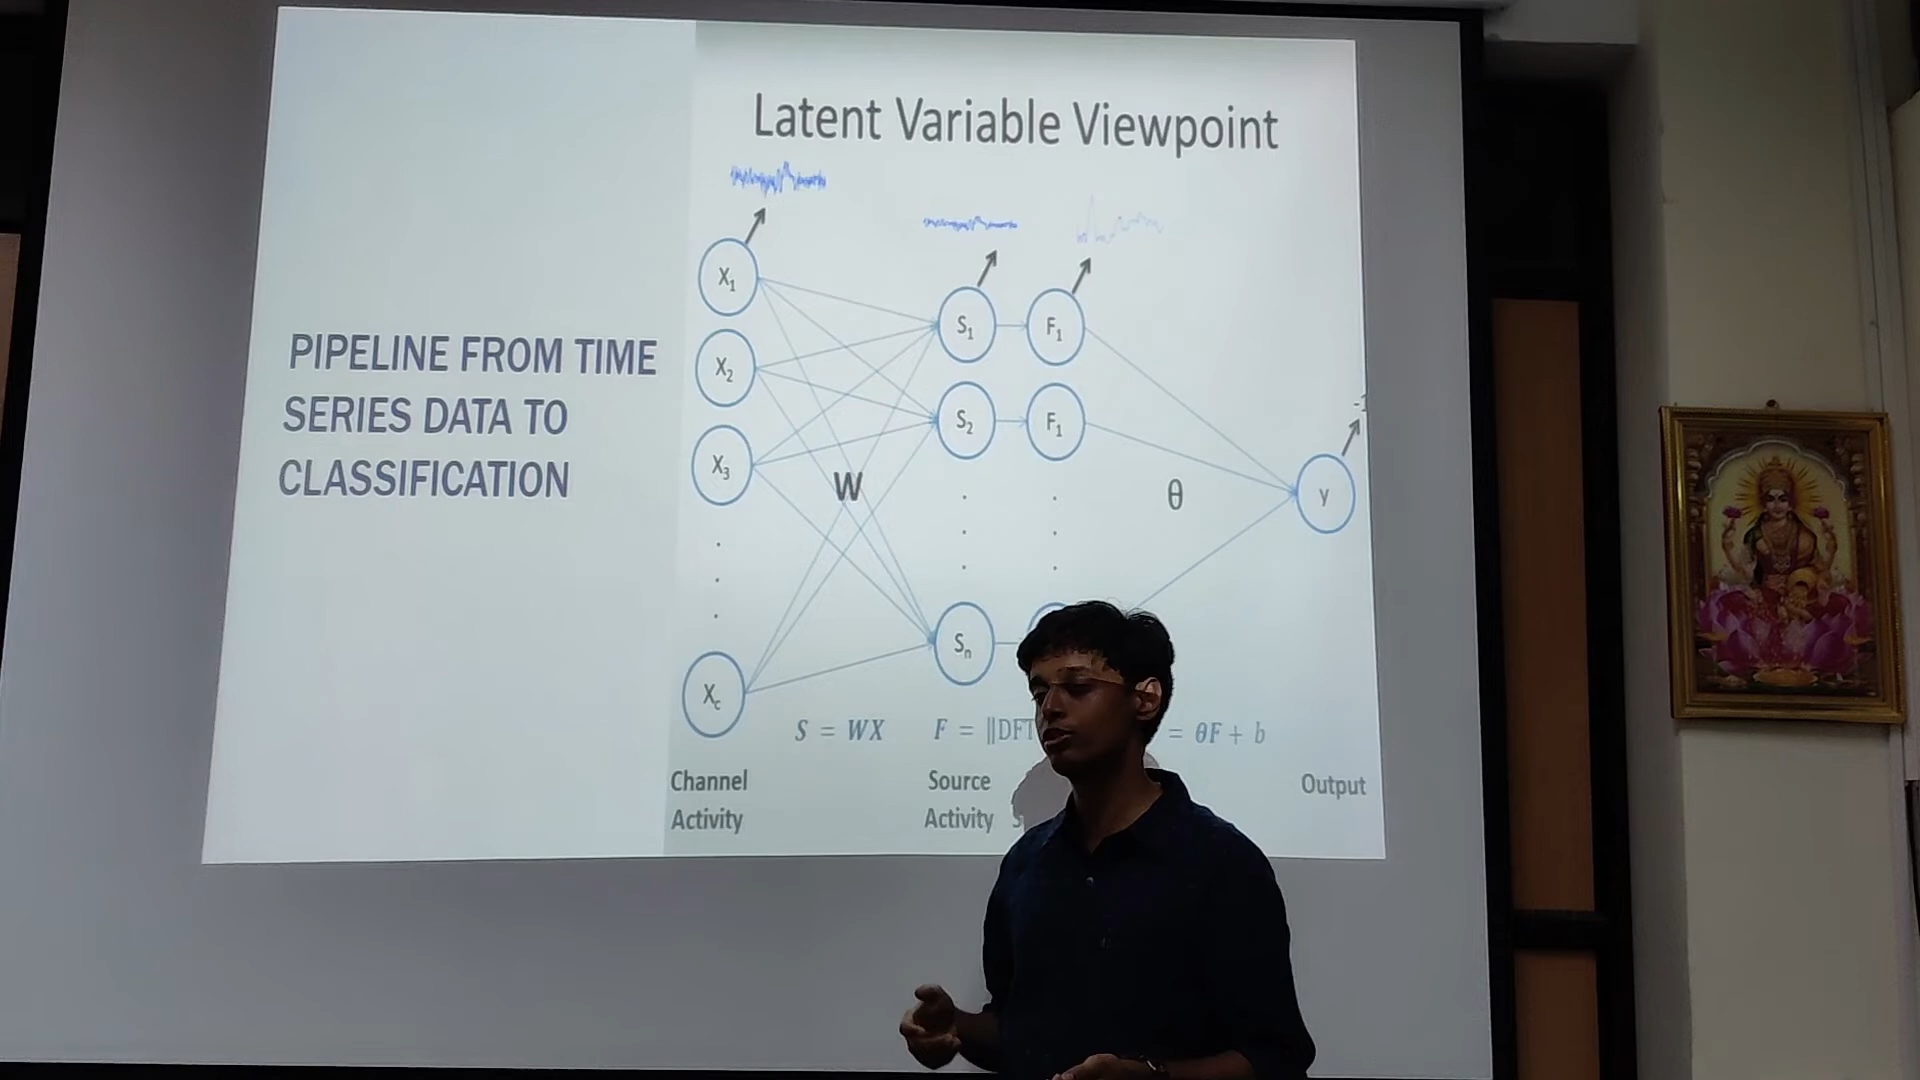 Latent Variable Viewpoint
PIPELINE FROM TIME
SERIES DATA TO
CLASSIFICATION
X1
X2
X3
Xc
W
S1
S2
Sn
F1
F1
θ
y
-1
S = WX
F = ||DFT
= θF + b
Channel
Activity
Source
Activity
S
Output